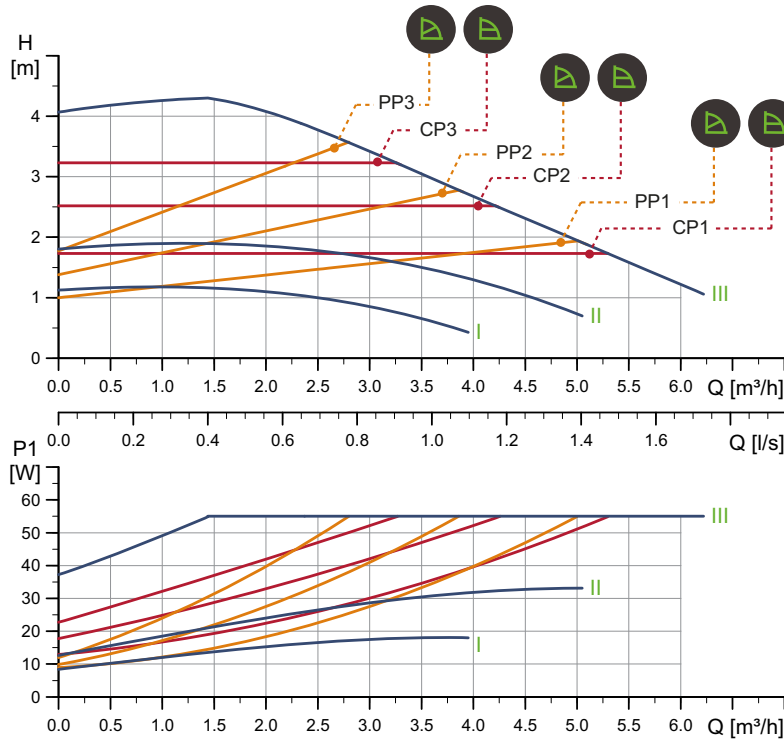 H
[m]
PP3
CP3
PP2
CP2
PP1
CP1
4
3
2
1
0
III
II
I
0.0 0.5 1.0 1.5 2.0 2.5 3.0 3.5 4.0 4.5 5.0 5.5 6.0 Q [m³/h]
0.0 0.2 0.4 0.6 0.8 1.0 1.2 1.4 1.6 Q [l/s]
P1
[W]
60
50
40
30
20
10
0
III
II
I
0.0 0.5 1.0 1.5 2.0 2.5 3.0 3.5 4.0 4.5 5.0 5.5 6.0 Q [m³/h]